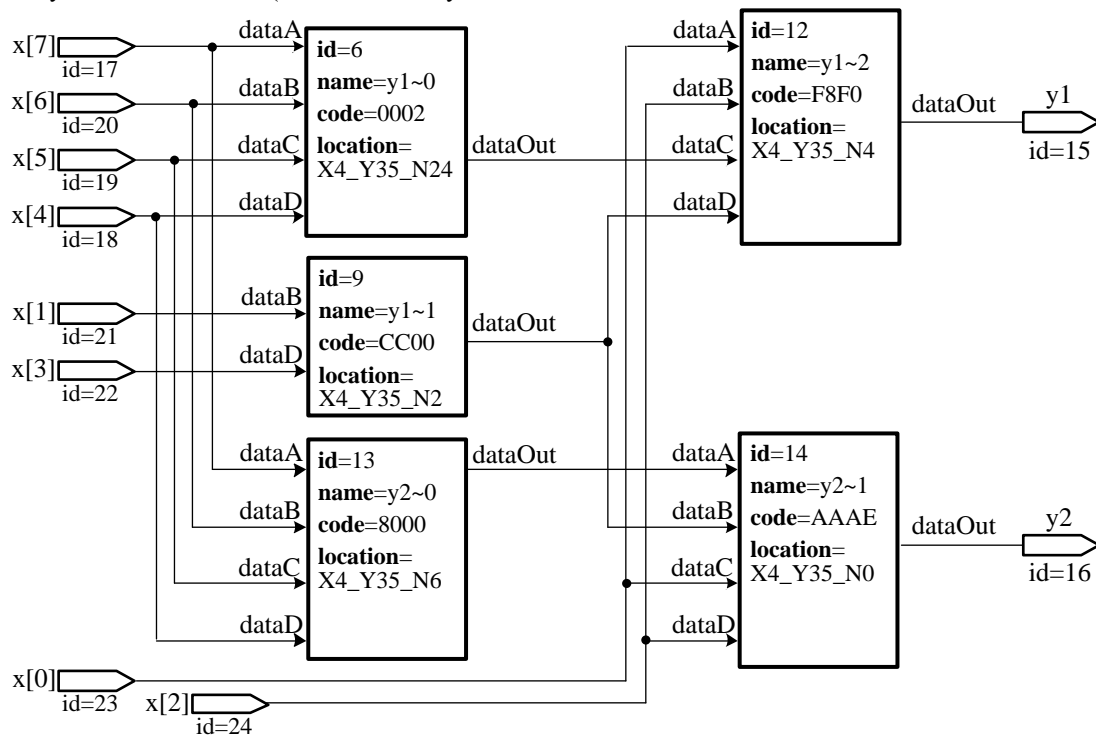 x[7]
id=17
x[6]
id=20
x[5]
id=19
x[4]
id=18
x[1]
id=21
x[3]
id=22
x[0]
id=23
x[2]
id=24
dataA
dataB
dataC
dataD
id=6
name=y1~0
code=0002
location=
X4_Y35_N24
dataOut
dataB
dataD
id=9
name=y1~1
code=CC00
location=
X4_Y35_N2
dataOut
dataA
dataB
dataC
dataD
id=13
name=y2~0
code=8000
location=
X4_Y35_N6
dataOut
dataA
dataB
dataC
dataD
id=12
name=y1~2
code=F8F0
location=
X4_Y35_N4
dataOut
y1
id=15
dataA
dataB
dataC
dataD
id=14
name=y2~1
code=AAAE
location=
X4_Y35_N0
dataOut
y2
id=16